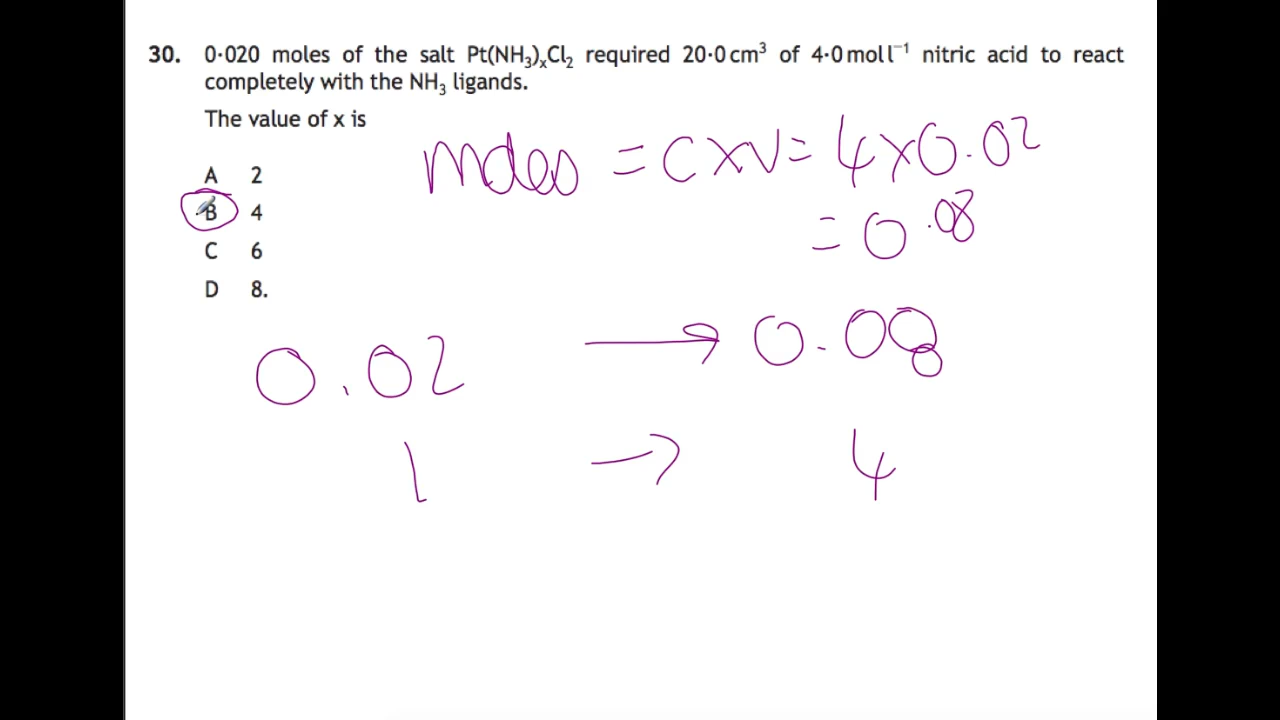 30. 0·020 moles of the salt Pt(NH₃)ₓCl₂ required 20·0 cm³ of 4·0 mol l⁻¹ nitric acid to react
completely with the NH₃ ligands.
The value of x is
A 2
B 4
C 6
D 8.
moles = c x v = 4 x 0.02
= 0.08
0.02 → 0.08
1 → 4